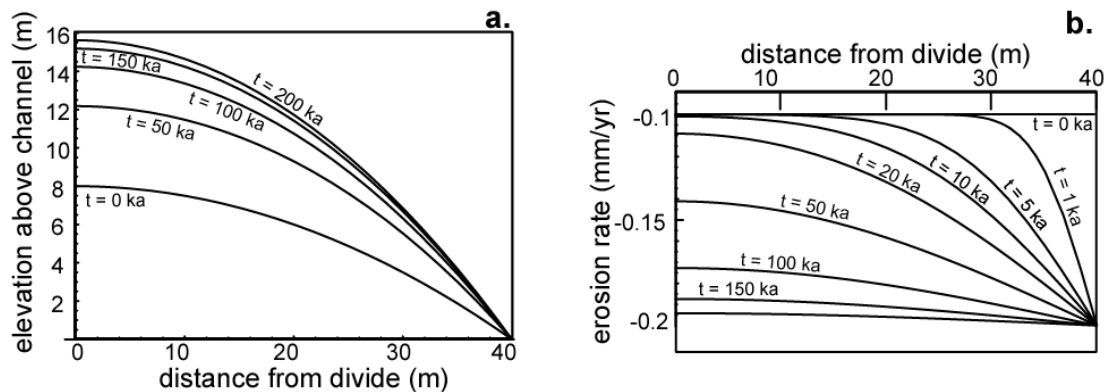 a.
elevation above channel (m)
16
14
12
10
8
6
4
2
t = 200 ka
t = 150 ka
t = 100 ka
t = 50 ka
t = 0 ka
0
10
20
30
40
distance from divide (m)
b.
distance from divide (m)
0
10
20
30
40
erosion rate (mm/yr)
-0.1
-0.15
-0.2
t = 0 ka
t = 1 ka
t = 5 ka
t = 10 ka
t = 20 ka
t = 50 ka
t = 100 ka
t = 150 ka